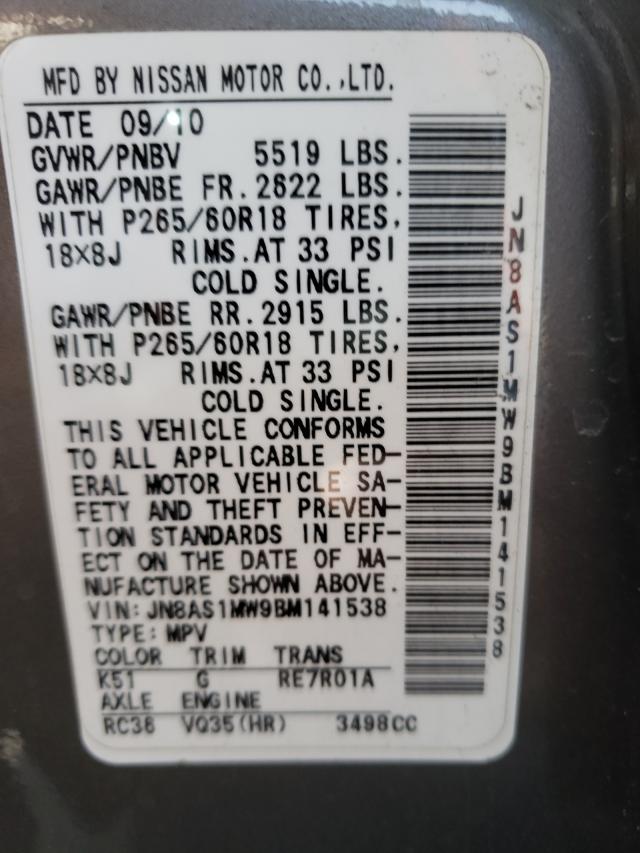 MFD BY NISSAN MOTOR CO.,LTD.
DATE 09/10
GVWR/PNBV 5519 LBS.
GAWR/PNBE FR. 2622 LBS.
WITH P265/60R18 TIRES,
18X8J RIMS.AT 33 PSI
COLD SINGLE.
GAWR/PNBE RR. 2915 LBS.
WITH P265/60R18 TIRES,
18X8J RIMS.AT 33 PSI
COLD SINGLE.
THIS VEHICLE CONFORMS
TO ALL APPLICABLE FED-
ERAL MOTOR VEHICLE SA-
FETY AND THEFT PREVEN-
TION STANDARDS IN EFF-
ECT ON THE DATE OF MA-
NUFACTURE SHOWN ABOVE.
VIN: JN8AS1MW9BM141538
TYPE: MPV
COLOR TRIM TRANS
K51 G RE7R01A
AXLE ENGINE
RC36 VQ35(HR) 3498CC
JN8AS1MW9BM141538